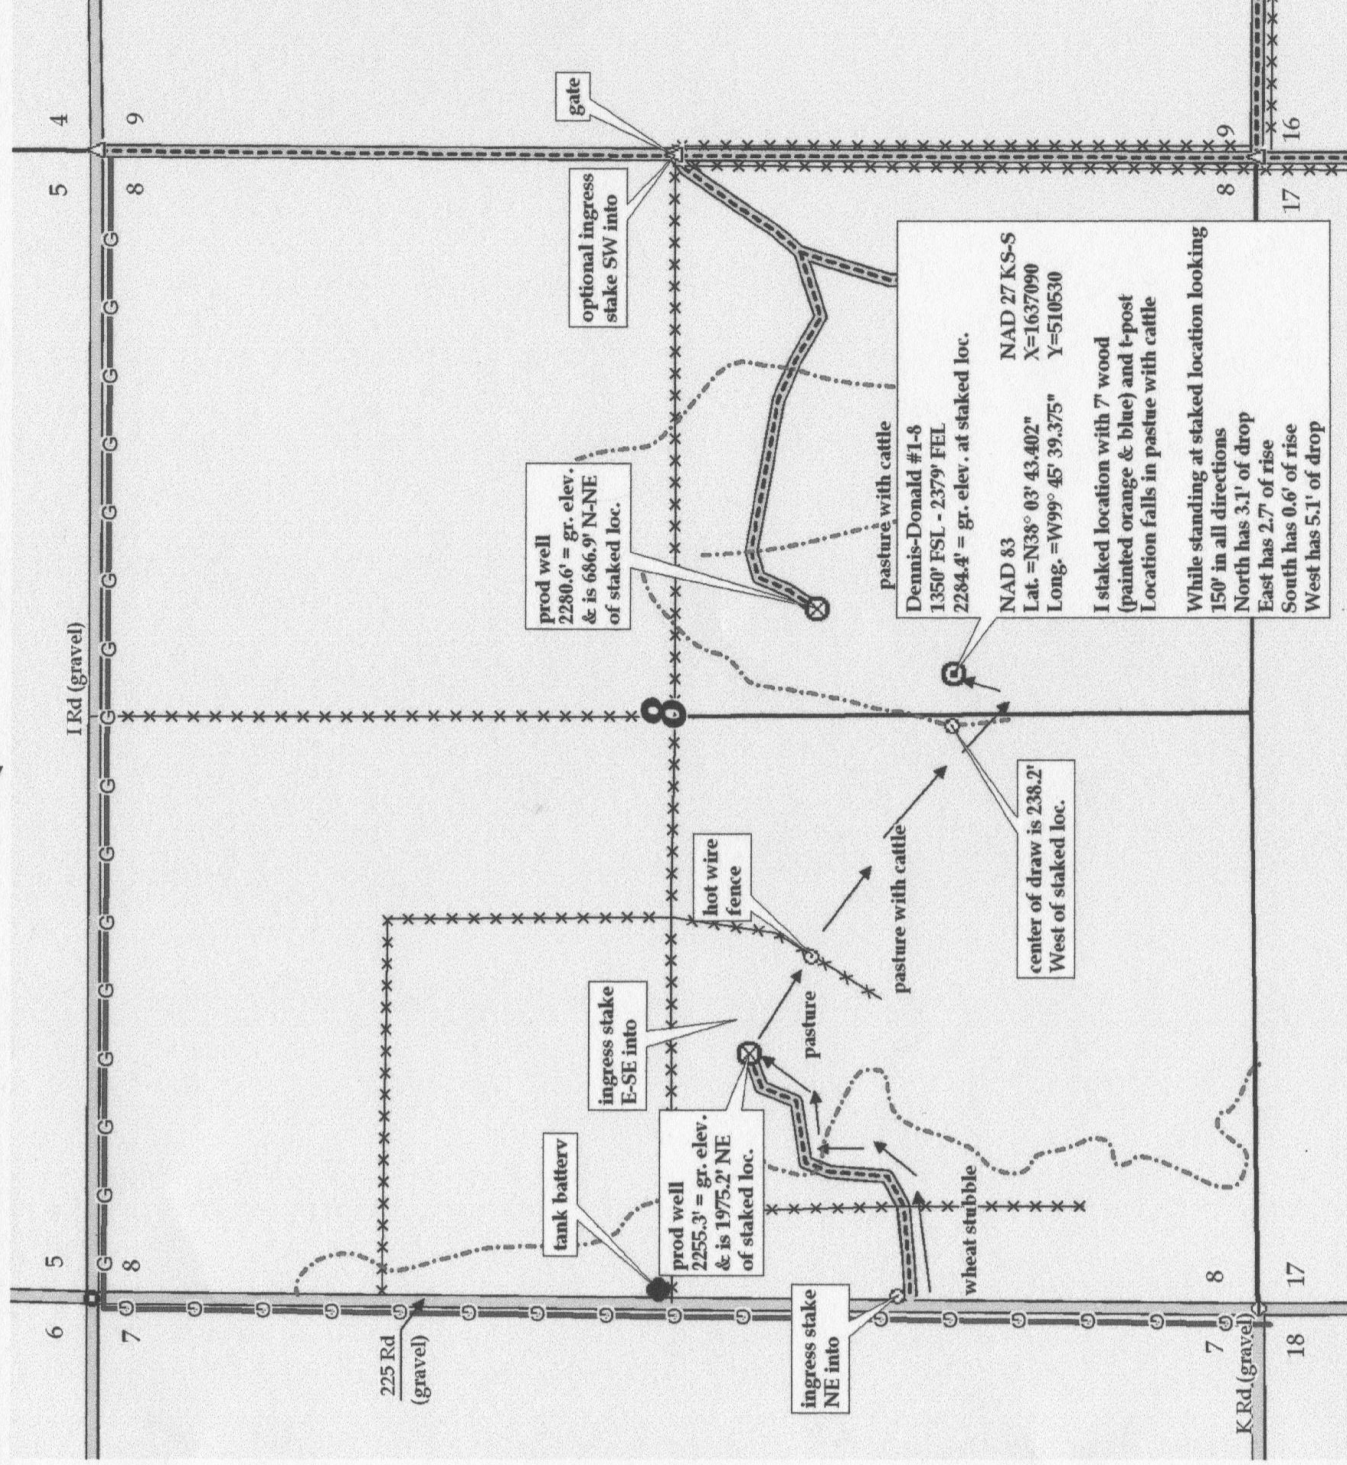 6
5
5
4
7
8
8
9
I Rd (gravel)
G G G G G G G G G G G G G G G G
G G G G G G G G G G G G G G G G
225 Rd
(gravel)
8
gate
optional ingress
stake SW into
prod well
2280.6' = gr. elev.
& is 686.9' N-NE
of staked loc.
tank battery
ingress stake
E-SE into
hot wire
fence
prod well
2255.3' = gr. elev.
& is 1975.2' NE
of staked loc.
ingress stake
NE into
pasture
pasture with cattle
pasture with cattle
wheat stubble
center of draw is 238.2'
West of staked loc.
Dennis-Donald #1-8
1350' FSL - 2379' FEL
2284.4' = gr. elev. at staked loc.
NAD 83 NAD 27 KS-S
Lat. =N38° 03' 43.402" X=1637090
Long. =W99° 45' 39.375" Y=510530
I staked location with 7' wood
(painted orange & blue) and t-post
Location falls in pastue with cattle
While standing at staked location looking
150' in all directions
North has 3.1' of drop
East has 2.7' of rise
South has 0.6' of rise
West has 5.1' of drop
7
8
8
9
K Rd (gravel)
18
17
17
16